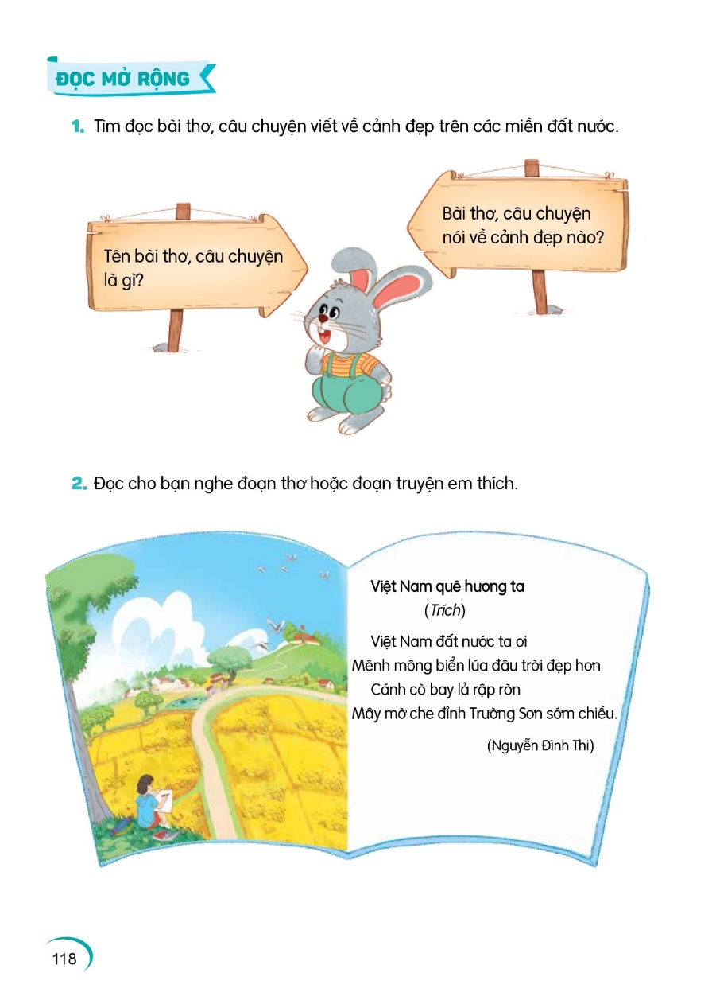 ĐỌC MỞ RỘNG
1. Tìm đọc bài thơ, câu chuyện viết về cảnh đẹp trên các miền đất nước.
Tên bài thơ, câu chuyện
là gì?
Bài thơ, câu chuyện
nói về cảnh đẹp nào?
2. Đọc cho bạn nghe đoạn thơ hoặc đoạn truyện em thích.
Việt Nam quê hương ta
(Trích)
Việt Nam đất nước ta ơi
Mênh mông biển lúa đâu trời đẹp hơn
Cánh cò bay lả rập ròn
Mây mờ che đỉnh Trường Sơn sớm chiều.
(Nguyễn Đình Thi)
118